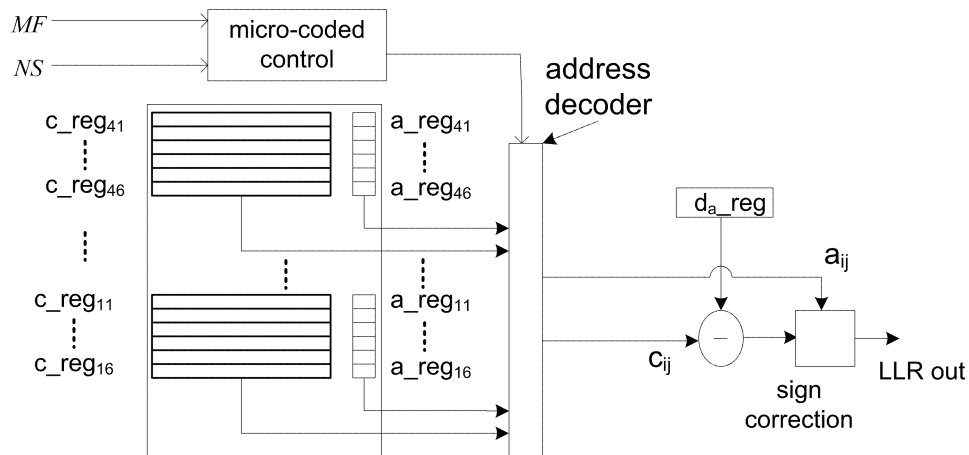 MF
NS
micro-coded
control
address
decoder
c_reg41
a_reg41
c_reg46
a_reg46
da_reg
aij
c_reg11
a_reg11
cij
−
c_reg16
a_reg16
LLR out
sign
correction